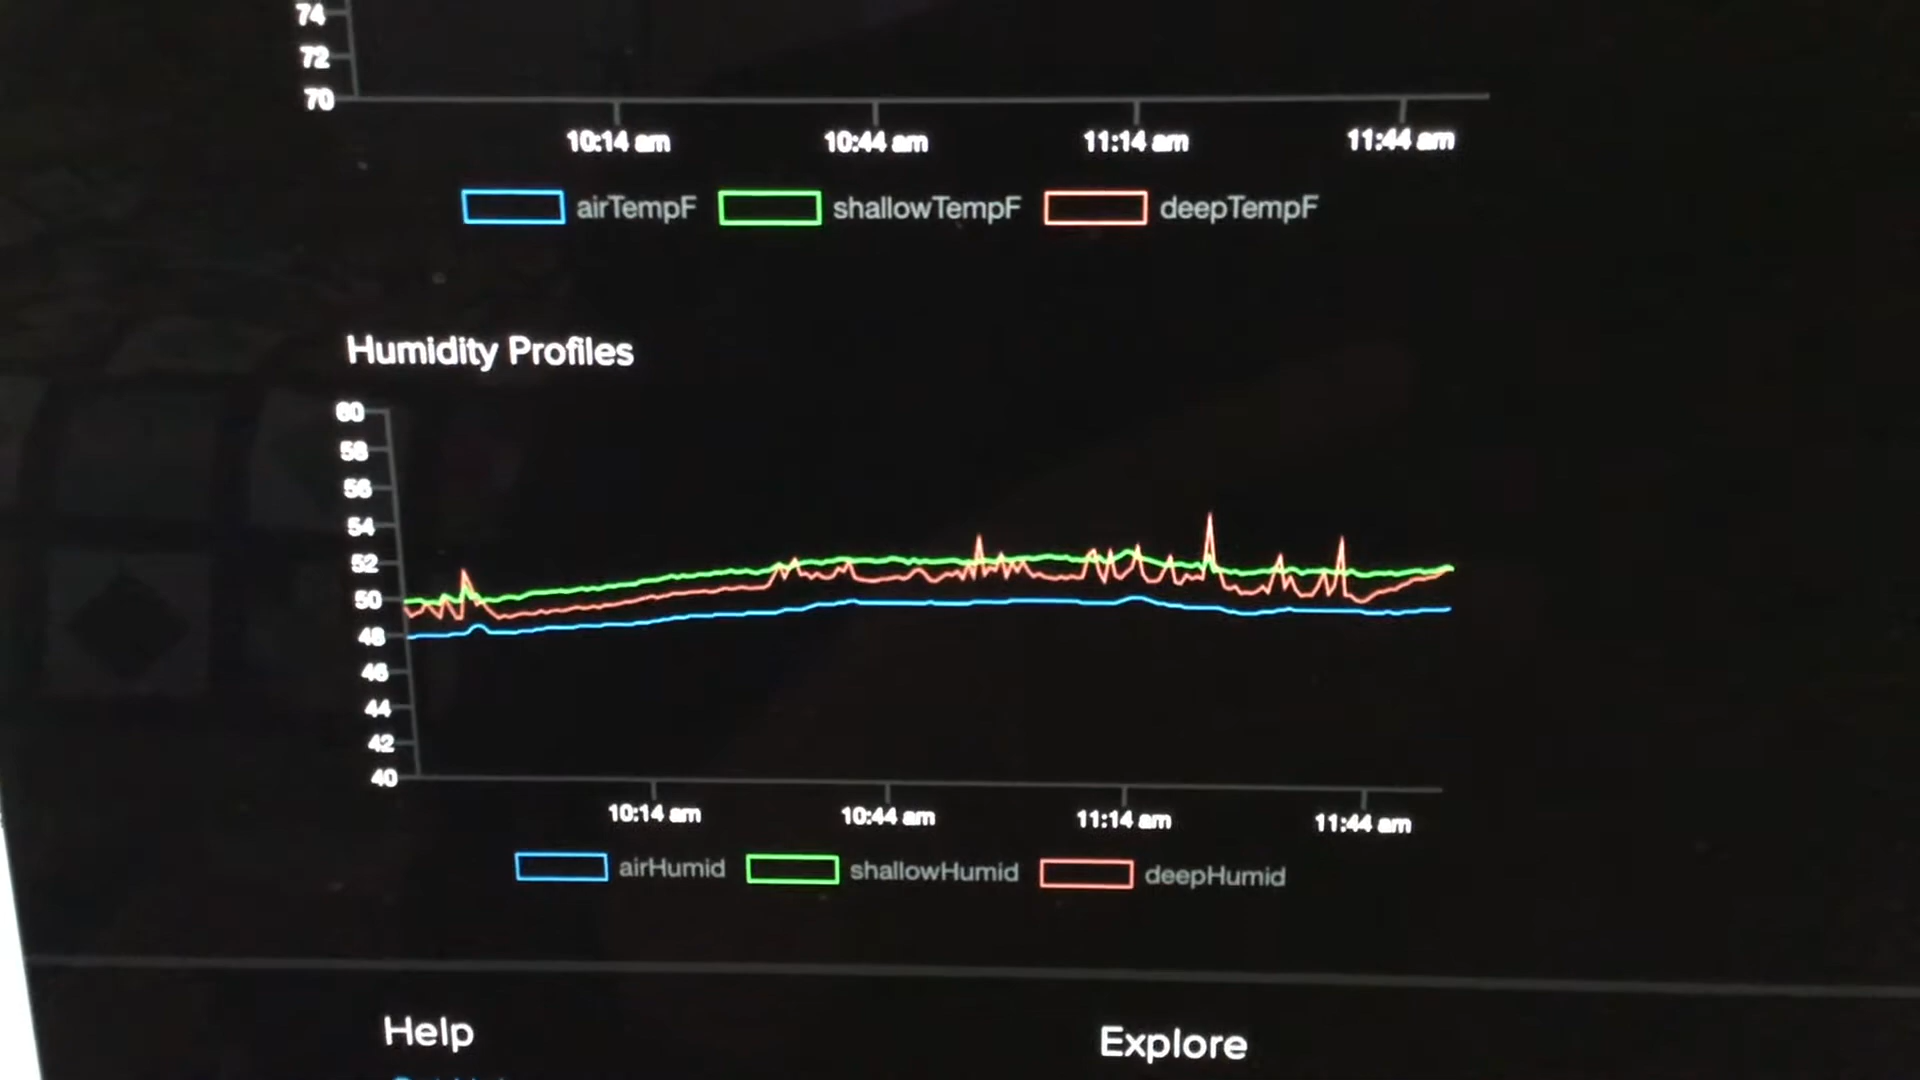 74
72
70
10:14 am 10:44 am 11:14 am 11:44 am
airTempF shallowTempF deepTempF
Humidity Profiles
60
58
56
54
52
50
48
46
44
42
40
10:14 am 10:44 am 11:14 am 11:44 am
airHumid shallowHumid deepHumid
Help Explore